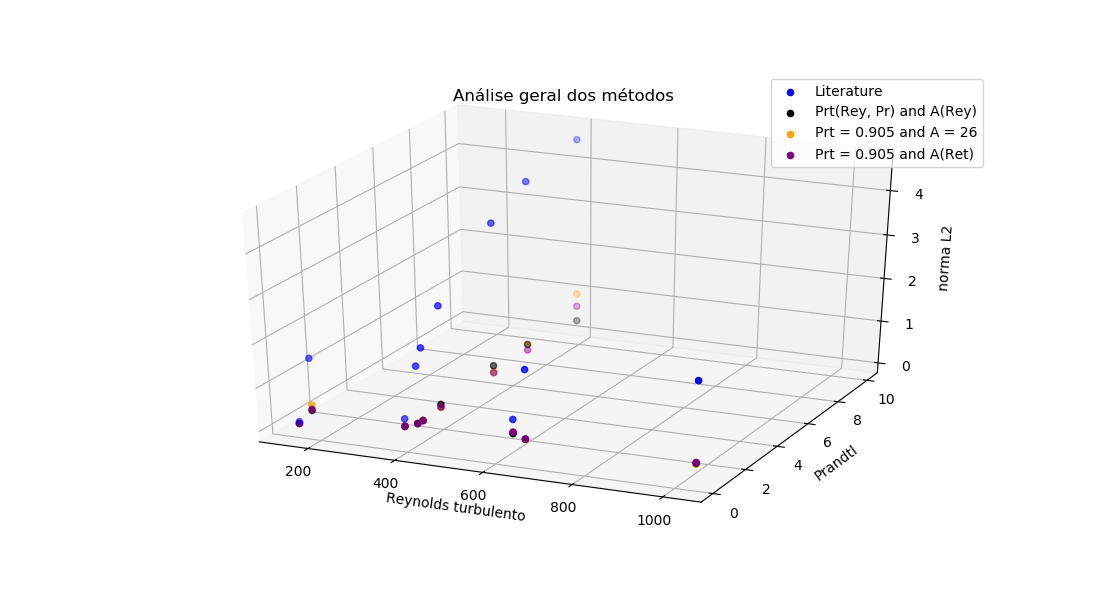 Análise geral dos métodos
Literature
Prt(Rey, Pr) and A(Rey)
Prt = 0.905 and A = 26
Prt = 0.905 and A(Ret)
4
3
2
1
0
norma L2
10
8
6
4
2
0
Prandtl
200
400
600
800
1000
Reynolds turbulento